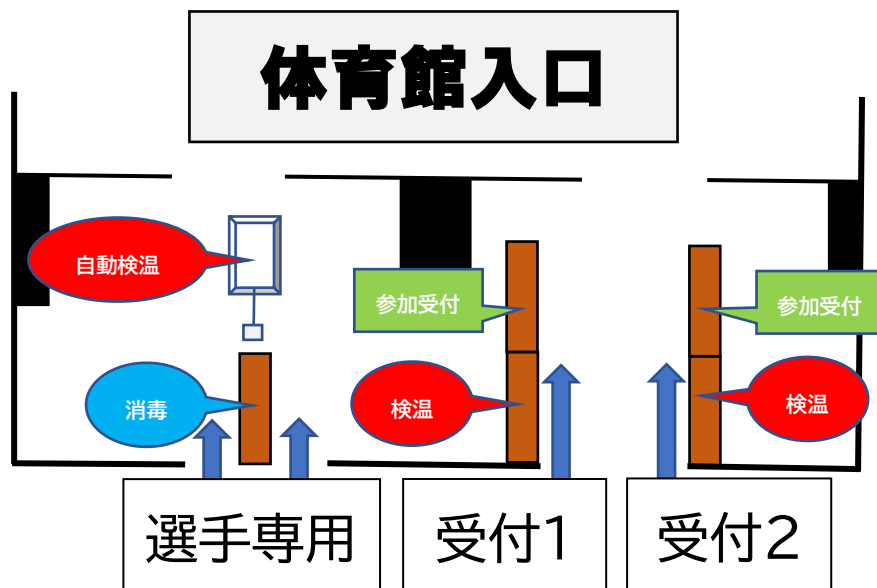 体育館入口
自動検温
参加受付
参加受付
消毒
検温
検温
選手専用
受付1
受付2